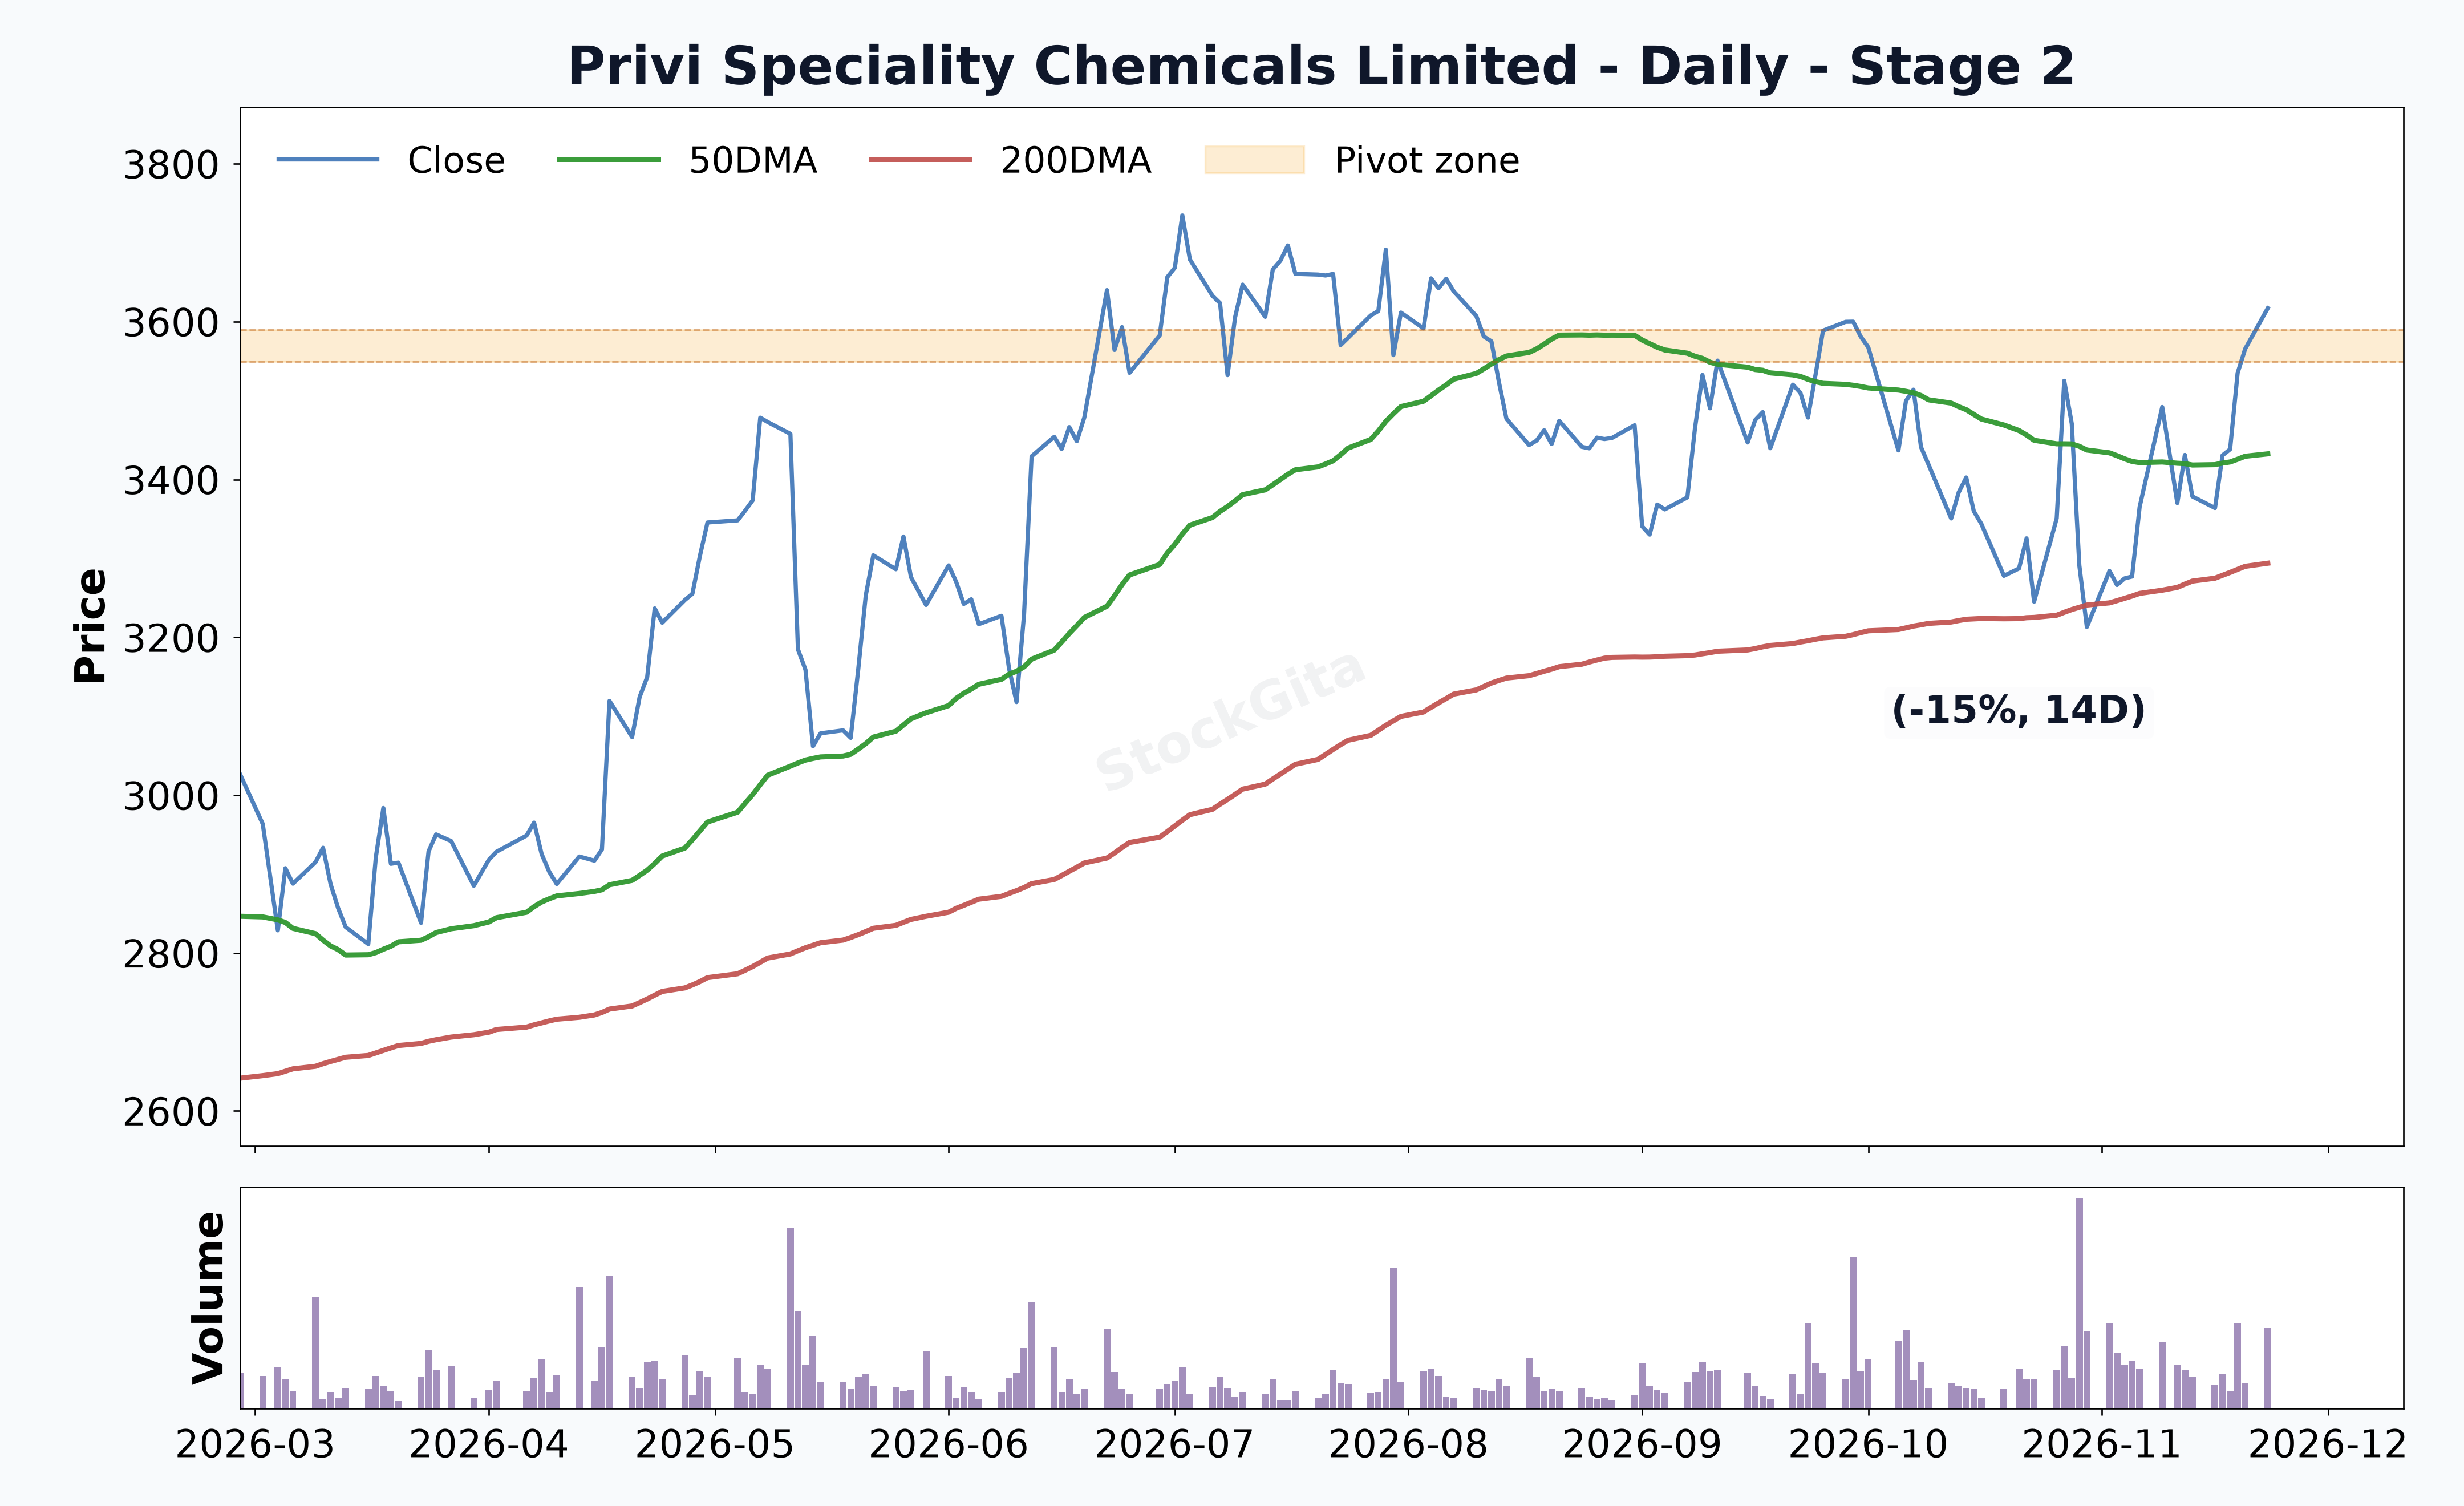 Privi Speciality Chemicals Limited - Daily - Stage 2
Close 50DMA 200DMA Pivot zone
3800
3600
3400
3200
3000
2800
2600
Price
StockGita
(-15%, 14D)
Volume
2026-03 2026-04 2026-05 2026-06 2026-07 2026-08 2026-09 2026-10 2026-11 2026-12